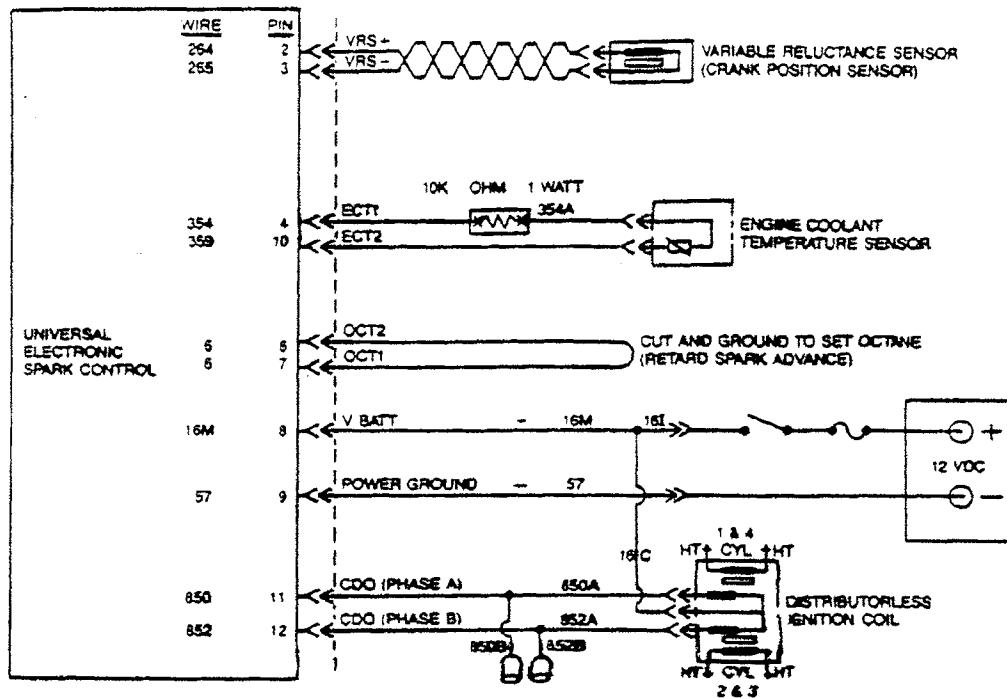 WIRE PIN
264 2 VRS+
265 3 VRS-
VARIABLE RELUCTANCE SENSOR
(CRANK POSITION SENSOR)
10K OHM 1 WATT
354 4 ECT1 354A
359 10 ECT2
ENGINE COOLANT
TEMPERATURE SENSOR
UNIVERSAL
ELECTRONIC
SPARK CONTROL
6 6 OCT2
6 7 OCT1
CUT AND GROUND TO SET OCTANE
(RETARD SPARK ADVANCE)
16M 8 V BATT - 16M 16I
+
12 VDC
57 9 POWER GROUND - 57
-
16C
1 & 4
HT CYL HT
850 11 CDO (PHASE A) 850A
852 12 CDO (PHASE B) 852A
850B 852B
DISTRIBUTORLESS
IGNITION COIL
HT CYL HT
2 & 3